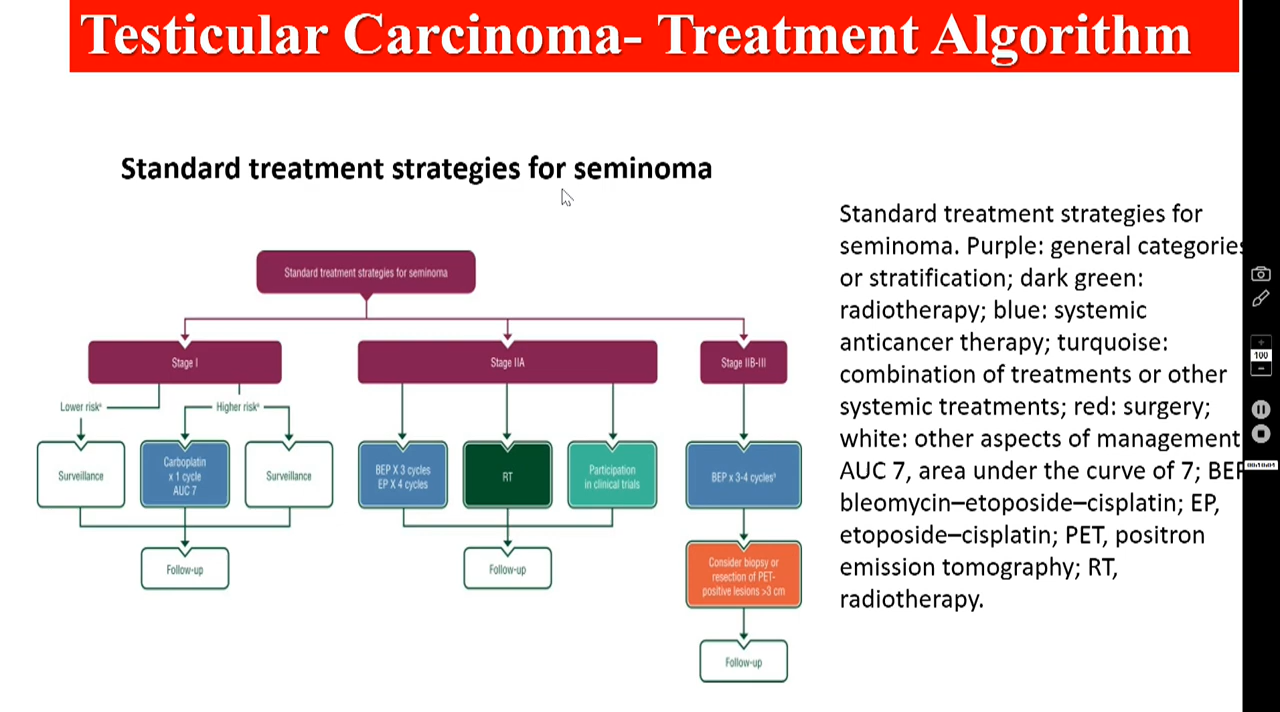 Testicular Carcinoma- Treatment Algorithm
Standard treatment strategies for seminoma
Standard treatment strategies for seminoma
Stage I
Stage IIA
Stage IIB-III
Lower riskᵃ
Higher riskᵃ
Surveillance
Carboplatin
x 1 cycle
AUC 7
Surveillance
BEP X 3 cycles
EP X 4 cycles
RT
Participation
in clinical trials
BEP x 3-4 cyclesᵇ
Follow-up
Follow-up
Consider biopsy or
resection of PET-
positive lesions >3 cm
Follow-up
Standard treatment strategies for
seminoma. Purple: general categories
or stratification; dark green:
radiotherapy; blue: systemic
anticancer therapy; turquoise:
combination of treatments or other
systemic treatments; red: surgery;
white: other aspects of management
AUC 7, area under the curve of 7; BEP
bleomycin–etoposide–cisplatin; EP,
etoposide–cisplatin; PET, positron
emission tomography; RT,
radiotherapy.
100